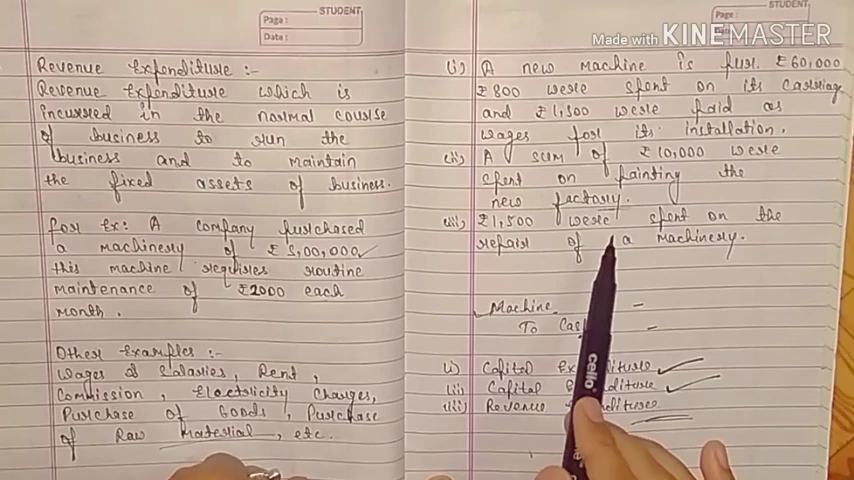 STUDENT
Page:
Date:
Revenue Expenditure :-
Revenue Expenditure which is
incurred in the normal course
of business to run the
business and to maintain
the fixed assets of business.
for Ex: A company purchased
a machinery of ₹ 5,00,000
this machine requires routine
maintenance of ₹2000 each
month.
Other Examples :-
Wages & Salaries, Rent,
Commission, Electricity Charges,
Purchase of Goods, Purchase
of Raw Material, etc.
STUDENT
Page:
Date:
Made with KINEMASTER
(i) A new machine is pur. ₹60,000
₹800 were spent on its carriage
and ₹1,500 were paid as
wages for its installation.
(ii) A sum of ₹10,000 were
spent on painting the
new factory.
(iii) ₹1,500 were spent on the
repair of a machinery.
Machine -
To Cas -
i) Capital Ex diture
(ii) Capital E diture
(iii) Revenue diture